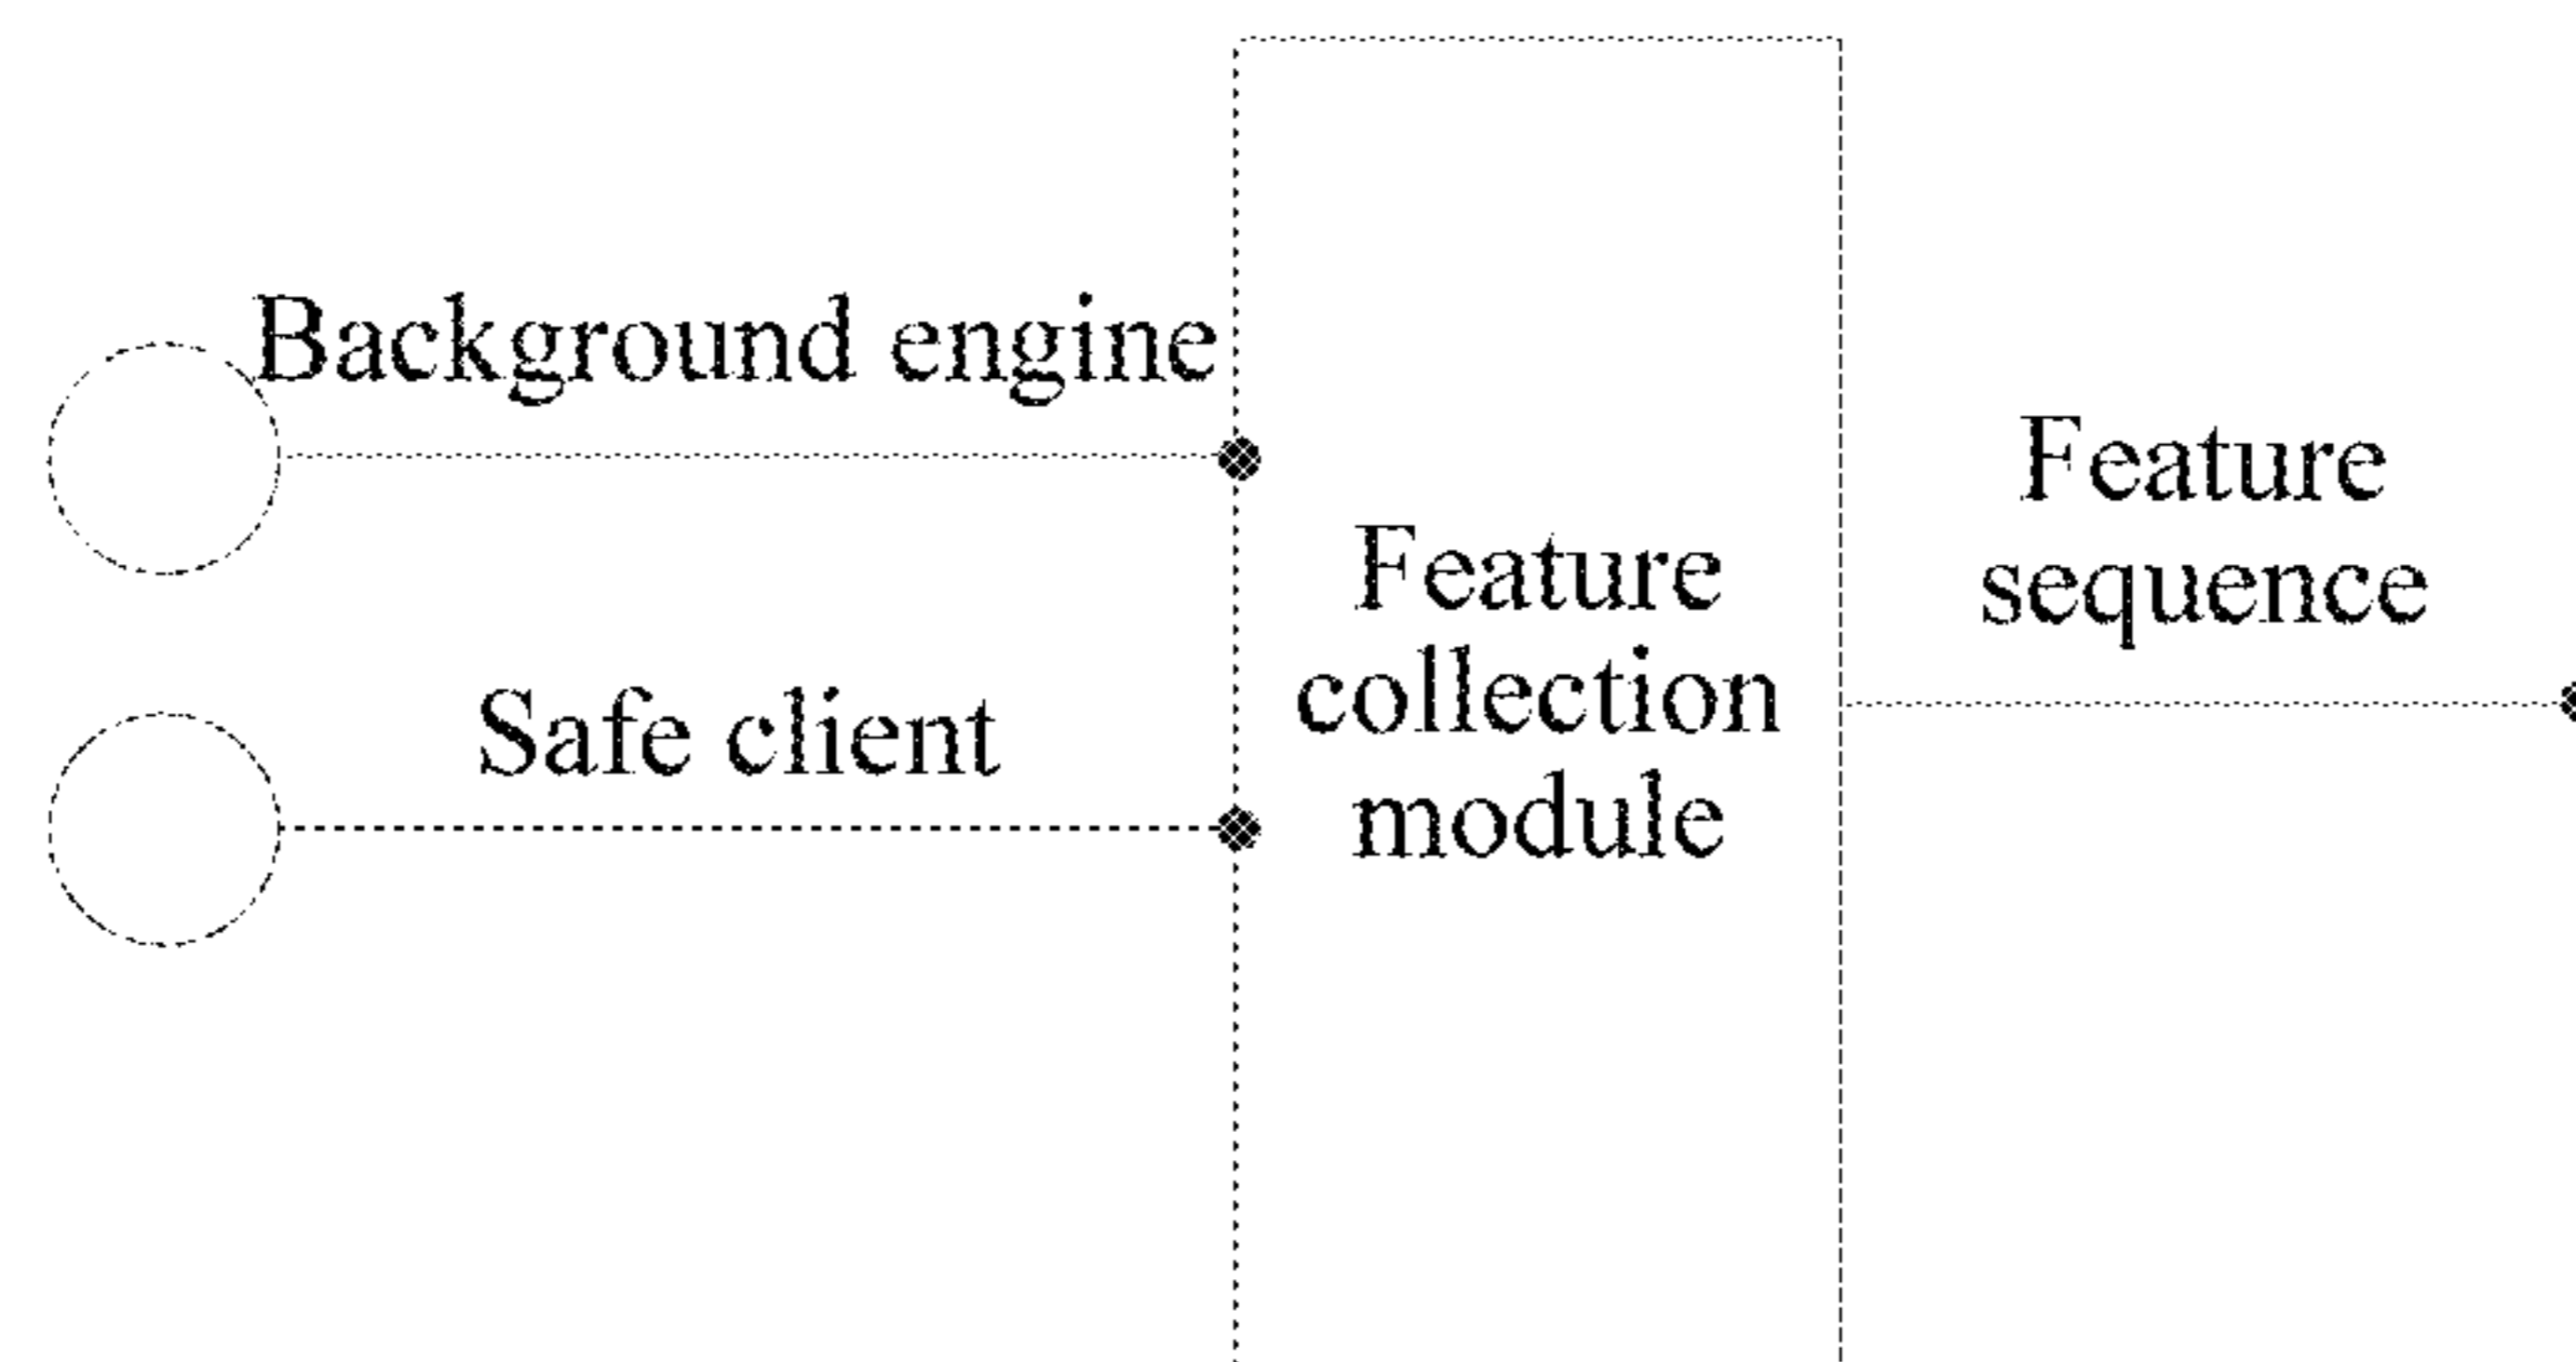 Background engine
Safe client
Feature
collection
module
Feature
sequence